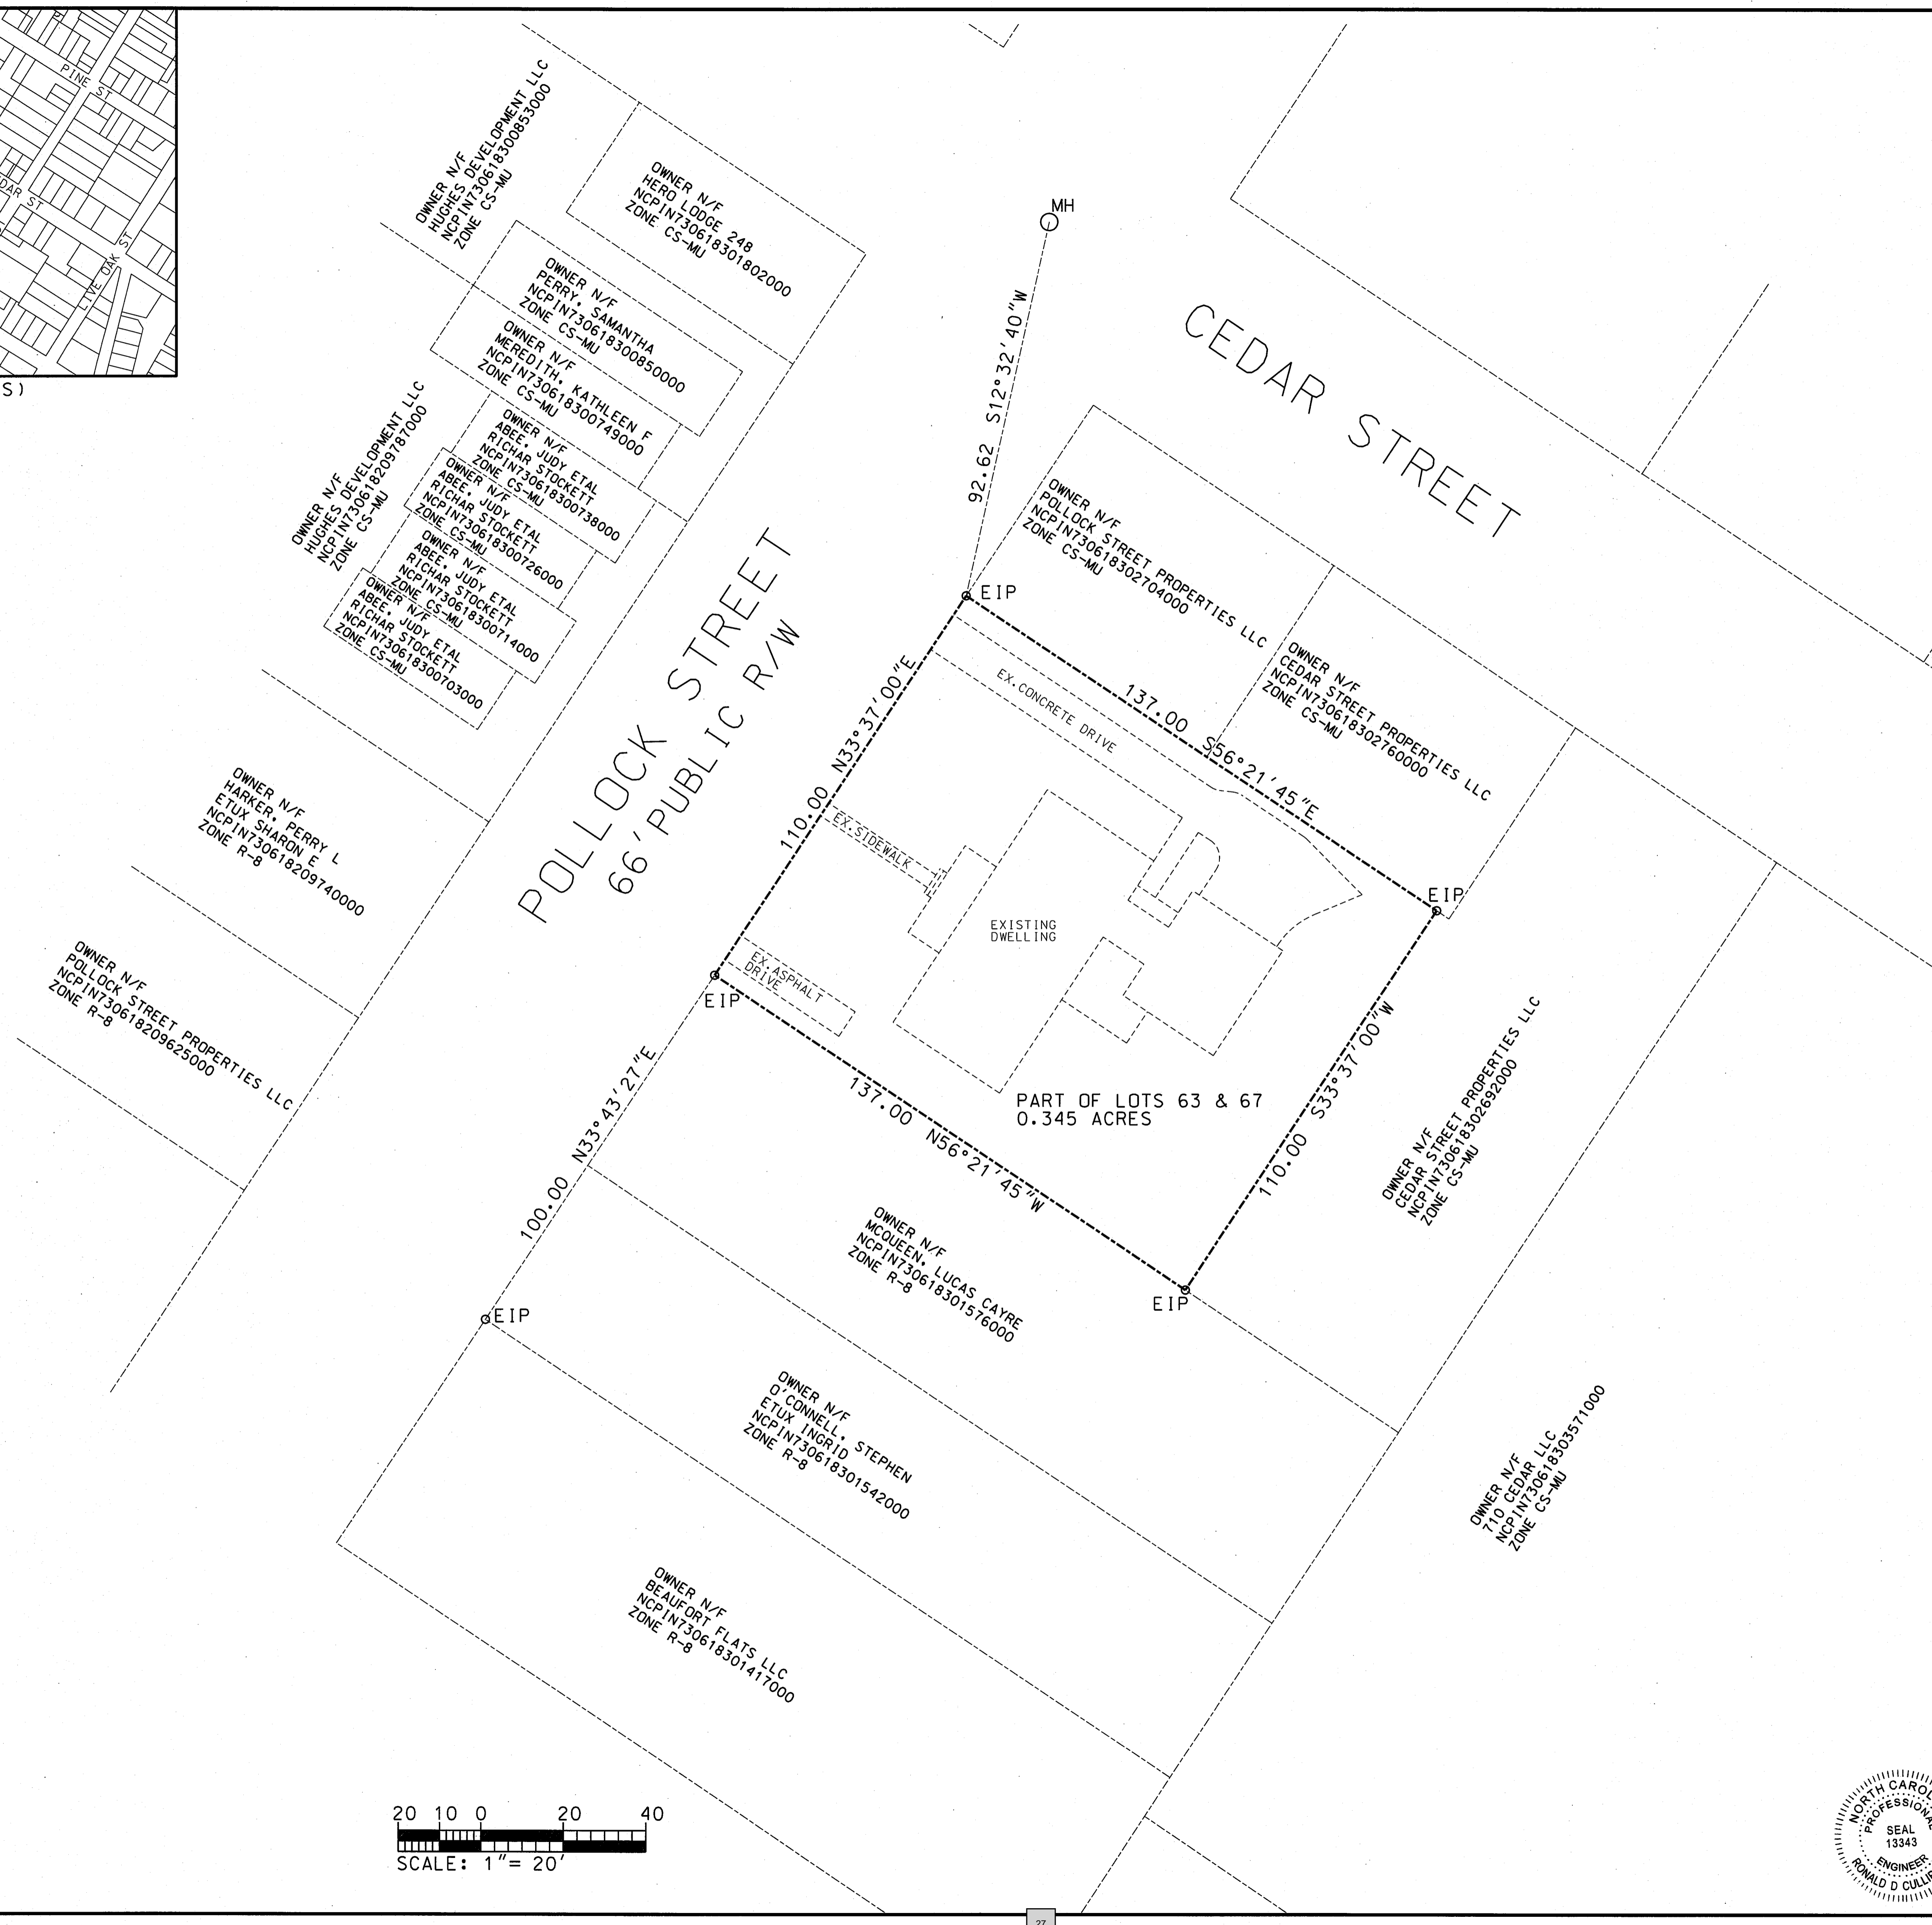 PINE ST
DAR ST
IVE OAK ST
S)
OWNER N/F
HUGHES DEVELOPMENT LLC
NCPIN730618300853000
ZONE CS-MU
OWNER N/F
HERO LODGE 248
NCPIN730618301802000
ZONE CS-MU
OWNER N/F
PERRY, SAMANTHA
NCPIN730618300850000
ZONE CS-MU
OWNER N/F
MEREDITH, KATHLEEN F
NCPIN730618300749000
ZONE CS-MU
OWNER N/F
ABEE, JUDY ETAL
RICHAR STOCKETT
NCPIN730618300738000
ZONE CS-MU
OWNER N/F
ABEE, JUDY ETAL
RICHAR STOCKETT
NCPIN730618300726000
ZONE CS-MU
OWNER N/F
ABEE, JUDY ETAL
RICHAR STOCKETT
NCPIN730618300714000
ZONE CS-MU
OWNER N/F
ABEE, JUDY ETAL
RICHAR STOCKETT
NCPIN730618300703000
ZONE CS-MU
OWNER N/F
HUGHES DEVELOPMENT LLC
NCPIN730618209787000
ZONE CS-MU
OWNER N/F
HARKER, PERRY L
ETUX SHARON E
NCPIN730618209740000
ZONE R-8
OWNER N/F
POLLOCK STREET PROPERTIES LLC
NCPIN730618209625000
ZONE R-8
MH
92.62 S12°32'40"W
CEDAR STREET
POLLOCK STREET
66' PUBLIC R/W
OWNER N/F
POLLOCK STREET PROPERTIES LLC
NCPIN730618302704000
ZONE CS-MU
OWNER N/F
CEDAR STREET PROPERTIES LLC
NCPIN730618302760000
ZONE CS-MU
EIP
137.00 S56°21'45"E
EX.CONCRETE DRIVE
110.00 N33°37'00"E
EX.SIDEWALK
EXISTING
DWELLING
EIP
EX.ASPHALT
DRIVE
EIP
PART OF LOTS 63 & 67
0.345 ACRES
110.00 S33°37'00"W
137.00 N56°21'45"W
EIP
100.00 N33°43'27"E
EIP
OWNER N/F
CEDAR STREET PROPERTIES LLC
NCPIN730618302692000
ZONE CS-MU
OWNER N/F
MCQUEEN, LUCAS CAYRE
NCPIN730618301576000
ZONE R-8
OWNER N/F
O'CONNELL, STEPHEN
ETUX INGRID
NCPIN730618301542000
ZONE R-8
OWNER N/F
BEAUFORT FLATS LLC
NCPIN730618301417000
ZONE R-8
OWNER N/F
710 CEDAR LLC
NCPIN730618303571000
ZONE CS-MU
20 10 0 20 40
SCALE: 1"= 20'
NORTH CAROL
PROFESSIONA
SEAL
13343
ENGINEER
RONALD D CULLIP
27